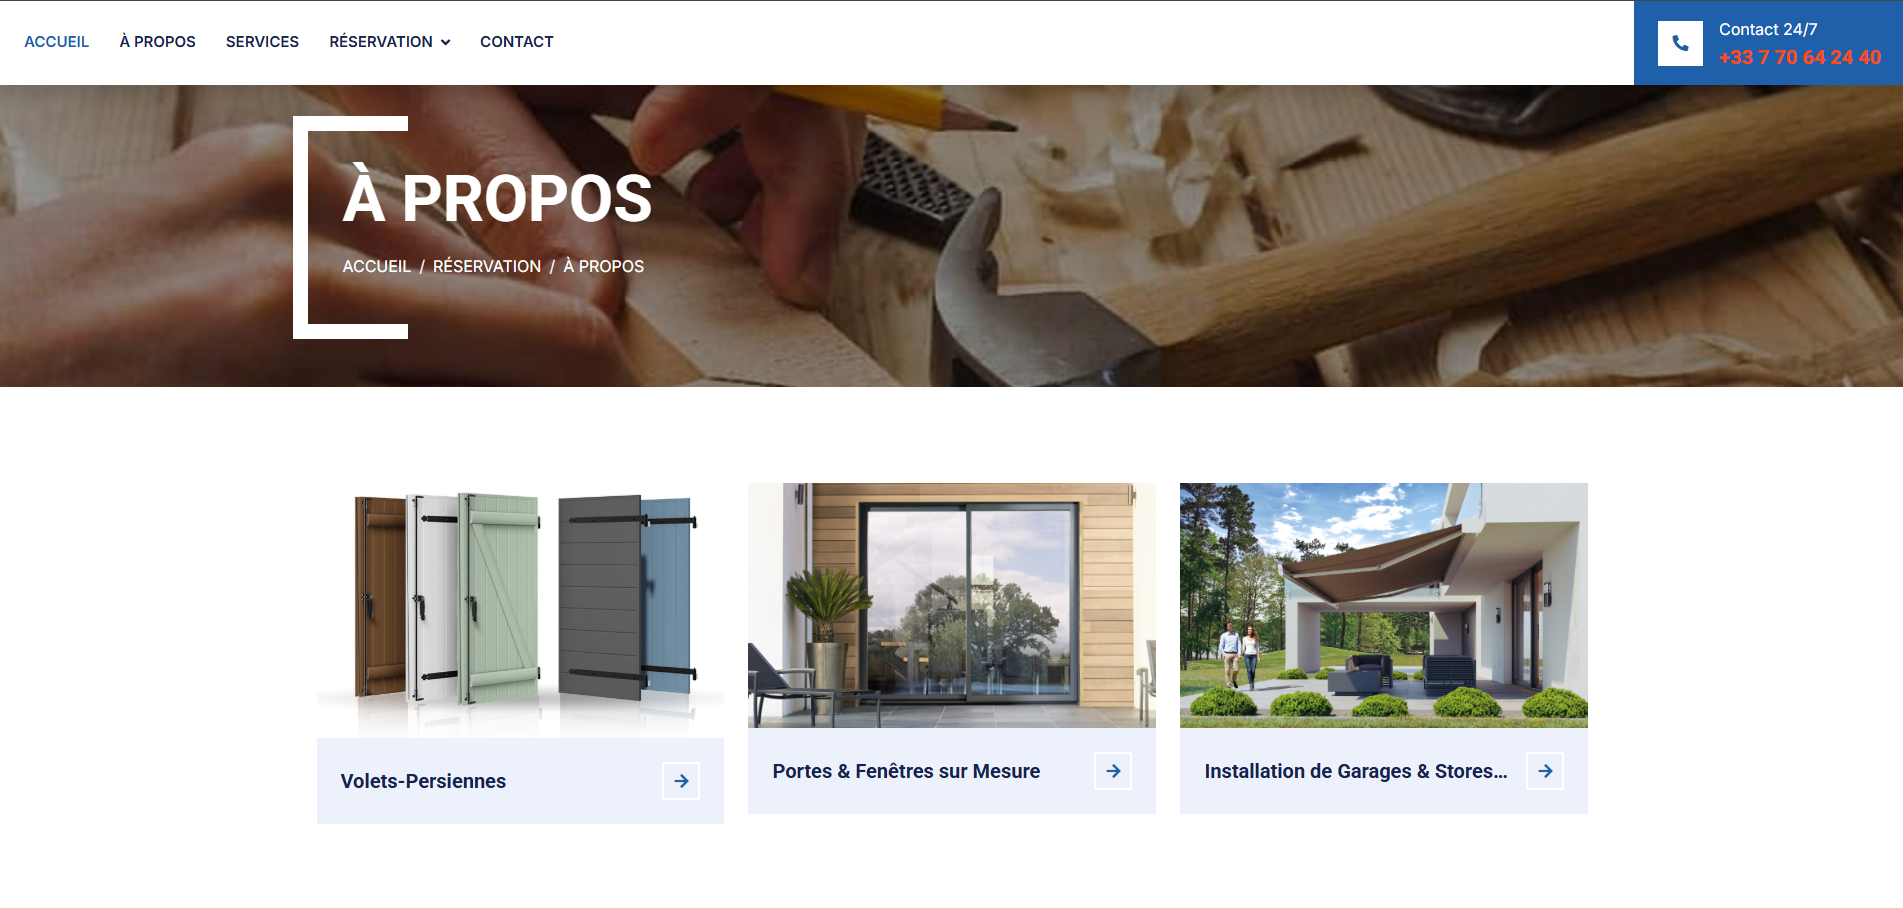 ACCUEIL À PROPOS SERVICES RÉSERVATION CONTACT
Contact 24/7
+33 7 70 64 24 40
À PROPOS
ACCUEIL / RÉSERVATION / À PROPOS
Volets-Persiennes
Portes & Fenêtres sur Mesure
Installation de Garages & Stores...